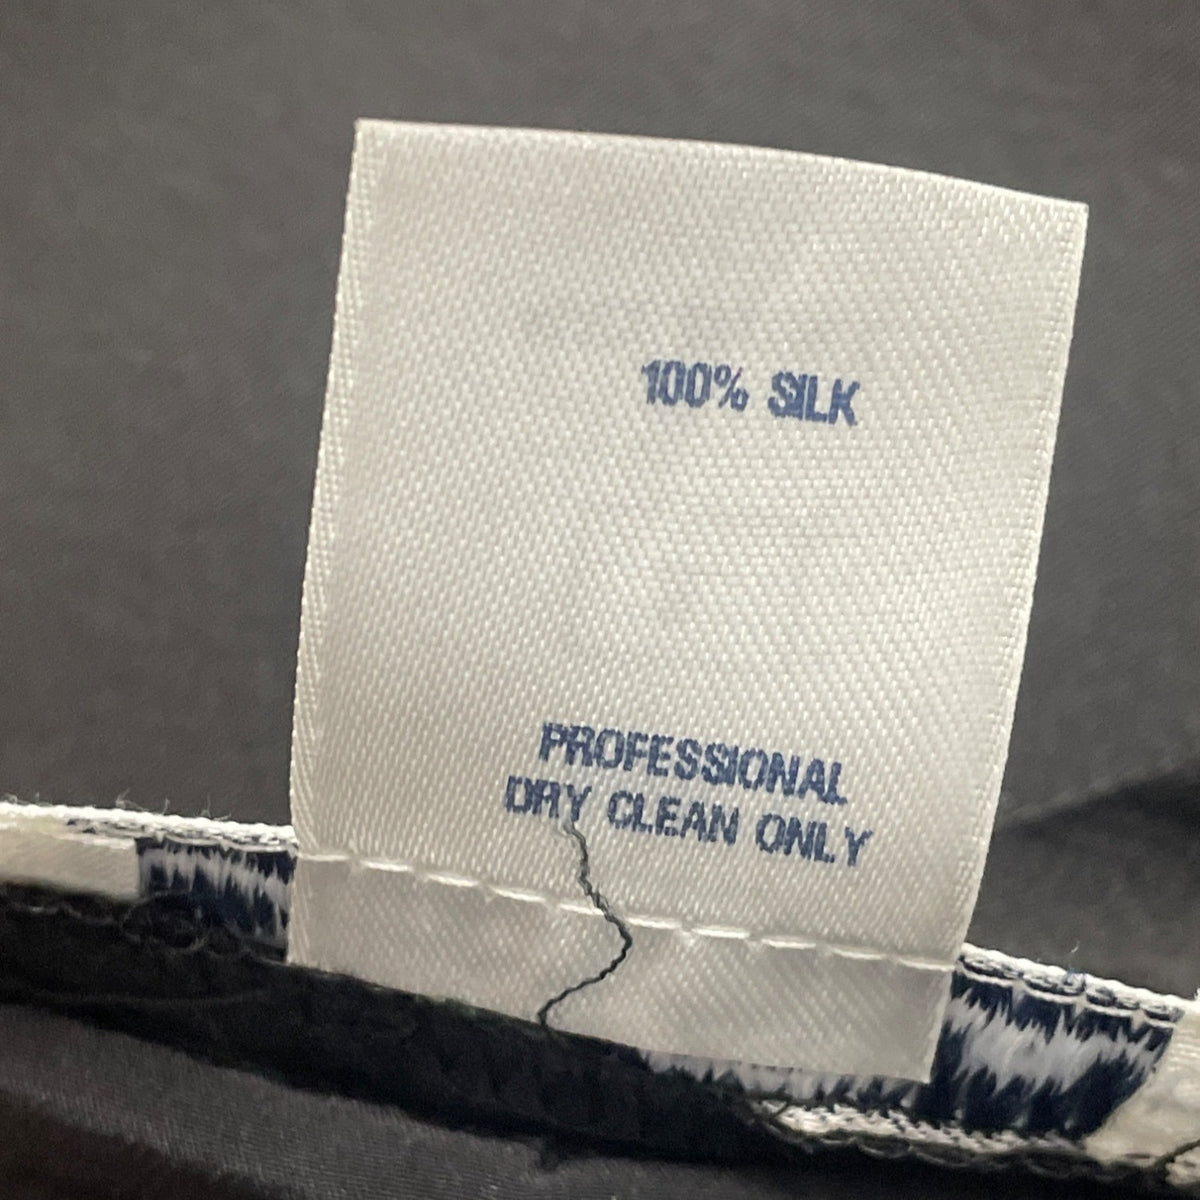 100% SILK
PROFESSIONAL
DRY CLEAN ONLY